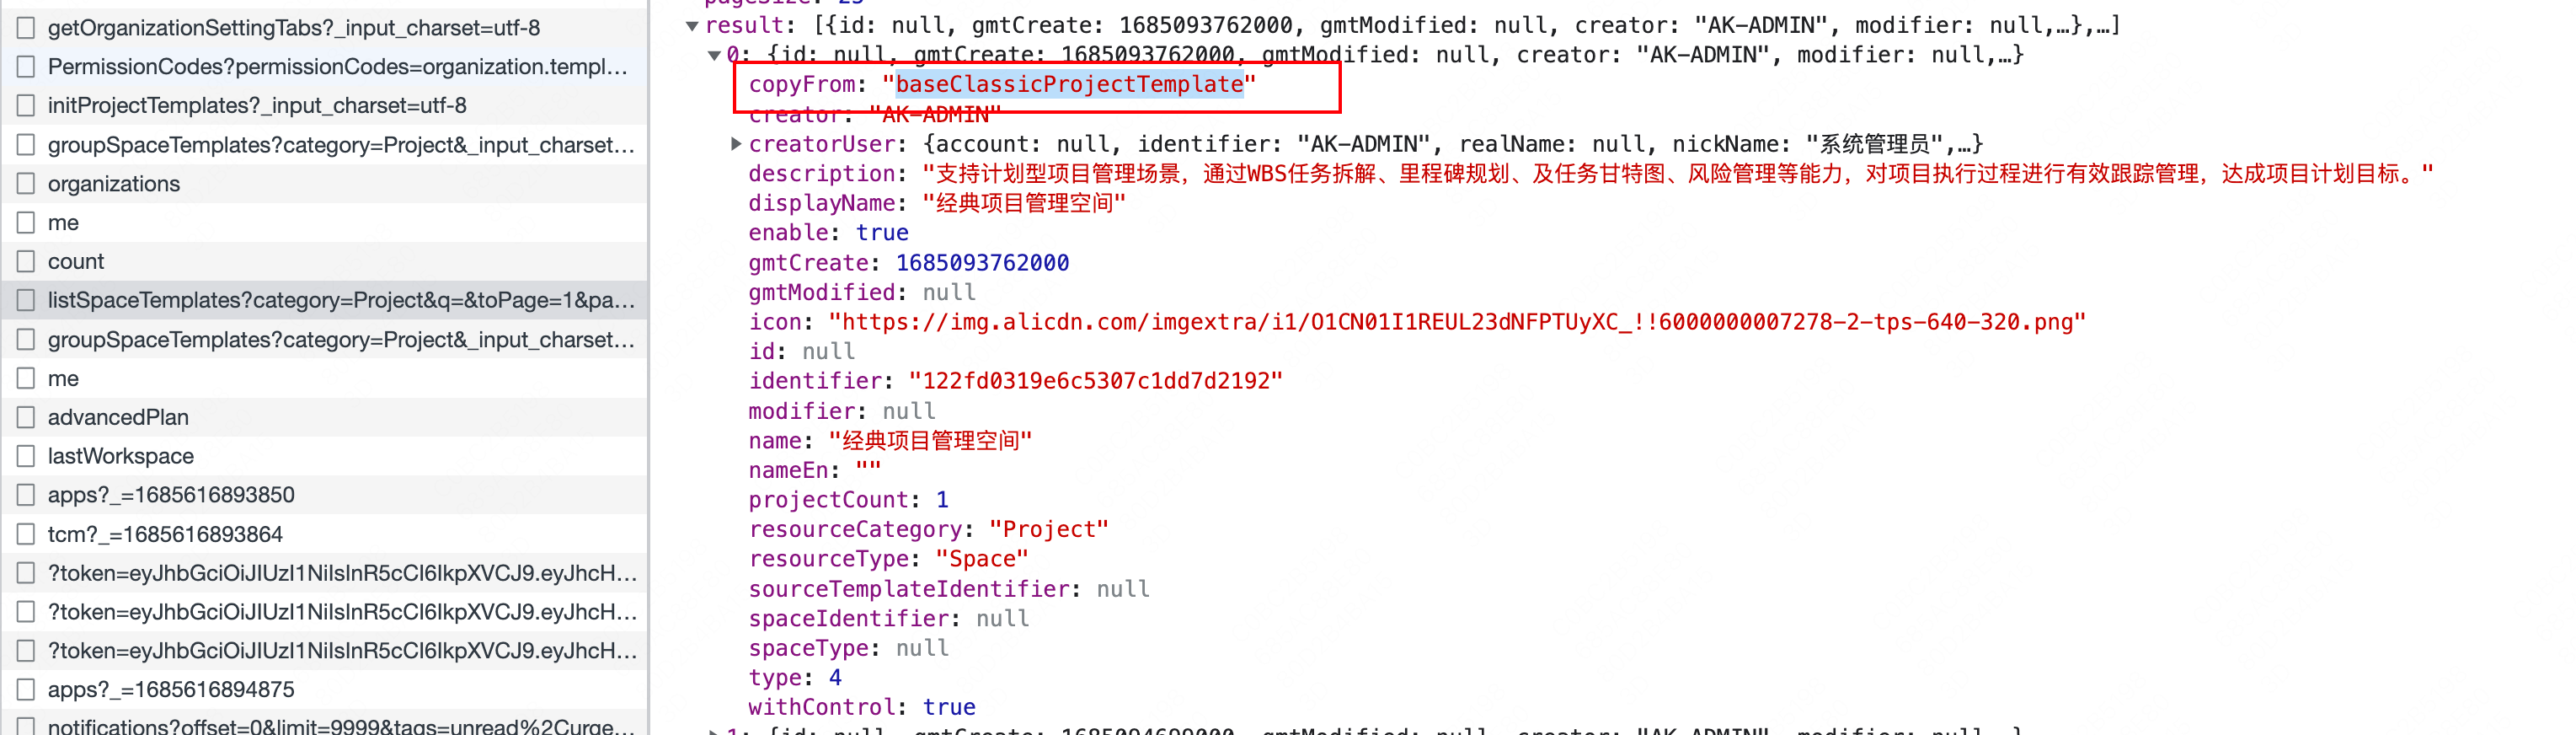 getOrganizationSettingTabs?_input_charset=utf-8
PermissionCodes?permissionCodes=organization.templ...
initProjectTemplates?_input_charset=utf-8
groupSpaceTemplates?category=Project&_input_charset...
organizations
me
count
listSpaceTemplates?category=Project&q=&toPage=1&pa...
groupSpaceTemplates?category=Project&_input_charset...
me
advancedPlan
lastWorkspace
apps?_=1685616893850
tcm?_=1685616893864
?token=eyJhbGciOiJIUzI1NiIsInR5cCI6IkpXVCJ9.eyJhcH...
?token=eyJhbGciOiJIUzI1NiIsInR5cCI6IkpXVCJ9.eyJhcH...
?token=eyJhbGciOiJIUzI1NiIsInR5cCI6IkpXVCJ9.eyJhcH...
apps?_=1685616894875
notifications?offset=0&limit=9999&tags=unread%2Curge...
pageSize: 25
result: [{id: null, gmtCreate: 1685093762000, gmtModified: null, creator: "AK-ADMIN", modifier: null,…},…]
0: {id: null, gmtCreate: 1685093762000, gmtModified: null, creator: "AK-ADMIN", modifier: null,…}
copyFrom: "baseClassicProjectTemplate"
creator: "AK-ADMIN"
creatorUser: {account: null, identifier: "AK-ADMIN", realName: null, nickName: "系统管理员",…}
description: "支持计划型项目管理场景，通过WBS任务拆解、里程碑规划、及任务甘特图、风险管理等能力，对项目执行过程进行有效跟踪管理，达成项目计划目标。"
displayName: "经典项目管理空间"
enable: true
gmtCreate: 1685093762000
gmtModified: null
icon: "https://img.alicdn.com/imgextra/i1/O1CN01I1REUL23dNFPTUyXC_!!6000000007278-2-tps-640-320.png"
id: null
identifier: "122fd0319e6c5307c1dd7d2192"
modifier: null
name: "经典项目管理空间"
nameEn: ""
projectCount: 1
resourceCategory: "Project"
resourceType: "Space"
sourceTemplateIdentifier: null
spaceIdentifier: null
spaceType: null
type: 4
withControl: true
1: {id: null, gmtCreate: 1685094699000, gmtModified: null, creator: "AK-ADMIN", modifier: null,…}